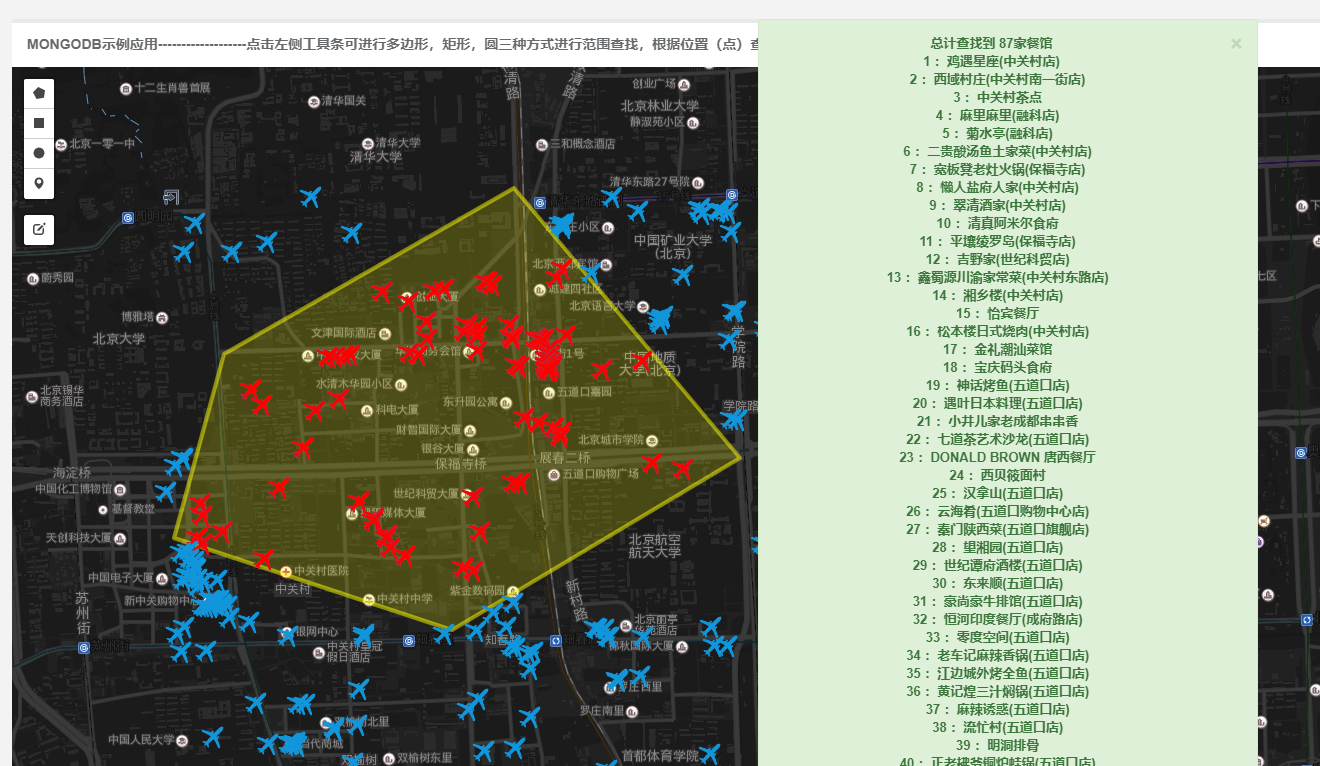 MONGODB示例应用-------------------点击左侧工具条可进行多边形，矩形，圆三种方式进行范围查找，根据位置（点）
总计查找到 87家餐馆
×
1： 鸡遇星座(中关村店)
2： 西域村庄(中关村南一街店)
3： 中关村茶点
4： 麻里麻里(融科店)
5： 菊水亭(融科店)
6： 二贵酸汤鱼土家菜(中关村店)
7： 宽板凳老灶火锅(保福寺店)
8： 懒人盐府人家(中关村店)
9： 翠清酒家(中关村店)
10： 清真阿米尔食府
11： 平壤绫罗岛(保福寺店)
12： 吉野家(世纪科贸店)
13： 鑫蜀源川渝家常菜(中关村东路店)
14： 湘乡楼(中关村店)
15： 怡宾餐厅
16： 松本楼日式烧肉(中关村店)
17： 金礼潮汕菜馆
18： 宝庆码头食府
19： 神话烤鱼(五道口店)
20： 遇叶日本料理(五道口店)
21： 小井儿家老成都串串香
22： 七道茶艺术沙龙(五道口店)
23： DONALD BROWN 唐西餐厅
24： 西贝莜面村
25： 汉拿山(五道口店)
26： 云海肴(五道口购物中心店)
27： 秦门陕西菜(五道口旗舰店)
28： 望湘园(五道口店)
29： 世纪谭府酒楼(五道口店)
30： 东来顺(五道口店)
31： 豪尚豪牛排馆(五道口店)
32： 恒河印度餐厅(成府路店)
33： 零度空间(五道口店)
34： 老车记麻辣香锅(五道口店)
35： 江边城外烤全鱼(五道口店)
36： 黄记煌三汁焖锅(五道口店)
37： 麻辣诱惑(五道口店)
38： 流忙村(五道口店)
39： 明洞排骨
十二生肖兽首展
清华国关
创业广场
北京林业大学
静淑苑小区
北京一零一中
清华大学
清华大学
三和概念酒店
清华东路27号院
中国矿业大学
(北京)
蔚秀园
北京语言大学
博雅塔
北京大学
文津国际酒店
水清木华园小区
五道口嘉园
北京锡华
商务酒店
科电大厦
东升园公寓
学院路
财智国际大厦
银谷大厦
保福寺桥
北京城市学院
展春二桥
五道口购物广场
海淀桥
中国化工博物馆
基督教堂
世纪科贸大厦
天创科技大厦
北京航空
航天大学
中国电子大厦
中关村医院
中关村
新中关购物中心
中关村中学
紫金数码园
新村路
苏州街
银网中心
中关村皇冠
假日酒店
北京丽亭
华苑酒店
锦秋国际大厦
罗庄西里
罗庄南里
双榆树北里
中国人民大学
当代商城
双榆树东里
首都体育学院